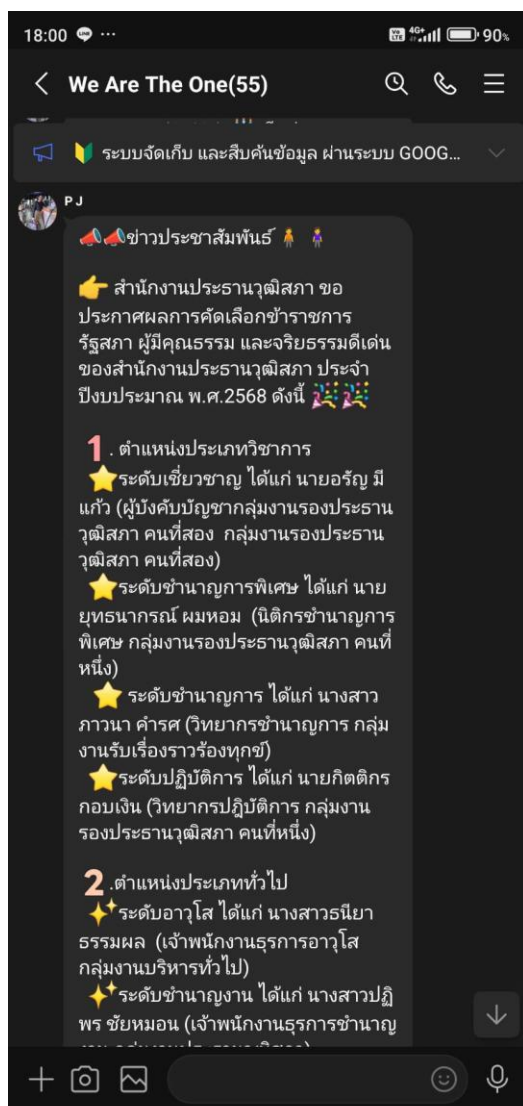 18:00
VoLTE 4G+ 90%
We Are The One(55)
🔰 ระบบจัดเก็บ และสืบค้นข้อมูล ผ่านระบบ GOOG...
P J
📣📣ข่าวประชาสัมพันธ์ 🧍 🧍‍♀️
👉 สำนักงานประธานวุฒิสภา ขอ
ประกาศผลการคัดเลือกข้าราชการ
รัฐสภา ผู้มีคุณธรรม และจริยธรรมดีเด่น
ของสำนักงานประธานวุฒิสภา ประจำ
ปีงบประมาณ พ.ศ.2568 ดังนี้ 🎉🎉
1 . ตำแหน่งประเภทวิชาการ
⭐ระดับเชี่ยวชาญ ได้แก่ นายอรัญ มี
แก้ว (ผู้บังคับบัญชากลุ่มงานรองประธาน
วุฒิสภา คนที่สอง กลุ่มงานรองประธาน
วุฒิสภา คนที่สอง)
⭐ระดับชำนาญการพิเศษ ได้แก่ นาย
ยุทธนากรณ์ ผมหอม (นิติกรชำนาญการ
พิเศษ กลุ่มงานรองประธานวุฒิสภา คนที่
หนึ่ง)
⭐ ระดับชำนาญการ ได้แก่ นางสาว
ภาวนา คำรศ (วิทยากรชำนาญการ กลุ่ม
งานรับเรื่องราวร้องทุกข์)
⭐ระดับปฏิบัติการ ได้แก่ นายกิตติกร
กอบเงิน (วิทยากรปฎิบัติการ กลุ่มงาน
รองประธานวุฒิสภา คนที่หนึ่ง)
2 .ตำแหน่งประเภททั่วไป
✨ระดับอาวุโส ได้แก่ นางสาวธนียา
ธรรมผล (เจ้าพนักงานธุรการอาวุโส
กลุ่มงานบริหารทั่วไป)
✨ระดับชำนาญงาน ได้แก่ นางสาวปฏิ
พร ชัยหมอน (เจ้าพนักงานธุรการชำนาญ